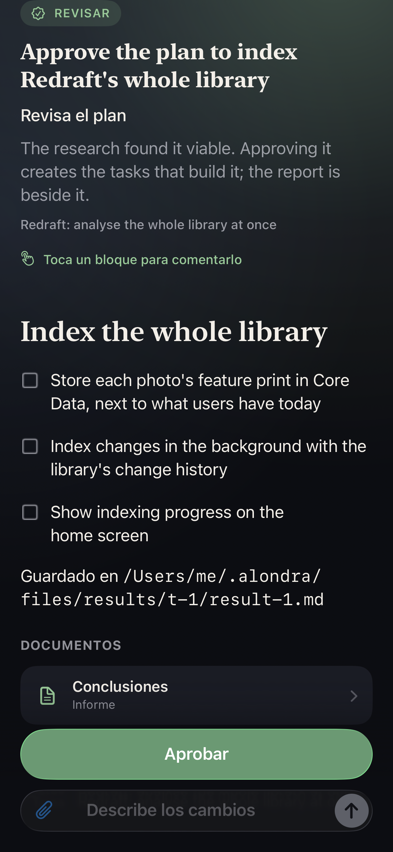 REVISAR
Approve the plan to index
Redraft's whole library
Revisa el plan
The research found it viable. Approving it
creates the tasks that build it; the report is
beside it.
Redraft: analyse the whole library at once
Toca un bloque para comentarlo
Index the whole library
Store each photo's feature print in Core
Data, next to what users have today
Index changes in the background with the
library's change history
Show indexing progress on the
home screen
Guardado en /Users/me/.alondra/
files/results/t-1/result-1.md
DOCUMENTOS
Conclusiones
Informe
Aprobar
Describe los cambios